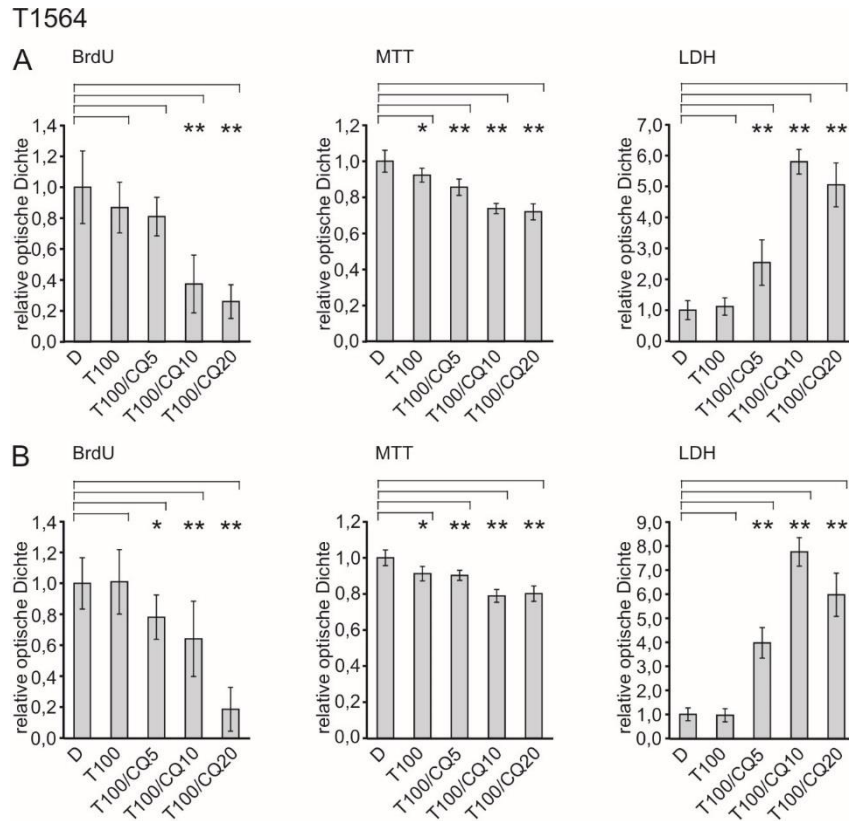 T1564
A
BrdU
MTT
LDH
* ** ** **
** **
** ** **
relative optische Dichte
1,4
1,2
1,0
0,8
0,6
0,4
0,2
0,0
D
T100
T100/CQ5
T100/CQ10
T100/CQ20
relative optische Dichte
1,2
1,0
0,8
0,6
0,4
0,2
0,0
D
T100
T100/CQ5
T100/CQ10
T100/CQ20
relative optische Dichte
7,0
6,0
5,0
4,0
3,0
2,0
1,0
0,0
D
T100
T100/CQ5
T100/CQ10
T100/CQ20
B
BrdU
MTT
LDH
* ** **
* ** ** **
** ** **
relative optische Dichte
1,4
1,2
1,0
0,8
0,6
0,4
0,2
0,0
D
T100
T100/CQ5
T100/CQ10
T100/CQ20
relative optische Dichte
1,2
1,0
0,8
0,6
0,4
0,2
0,0
D
T100
T100/CQ5
T100/CQ10
T100/CQ20
relative optische Dichte
9,0
8,0
7,0
6,0
5,0
4,0
3,0
2,0
1,0
0,0
D
T100
T100/CQ5
T100/CQ10
T100/CQ20